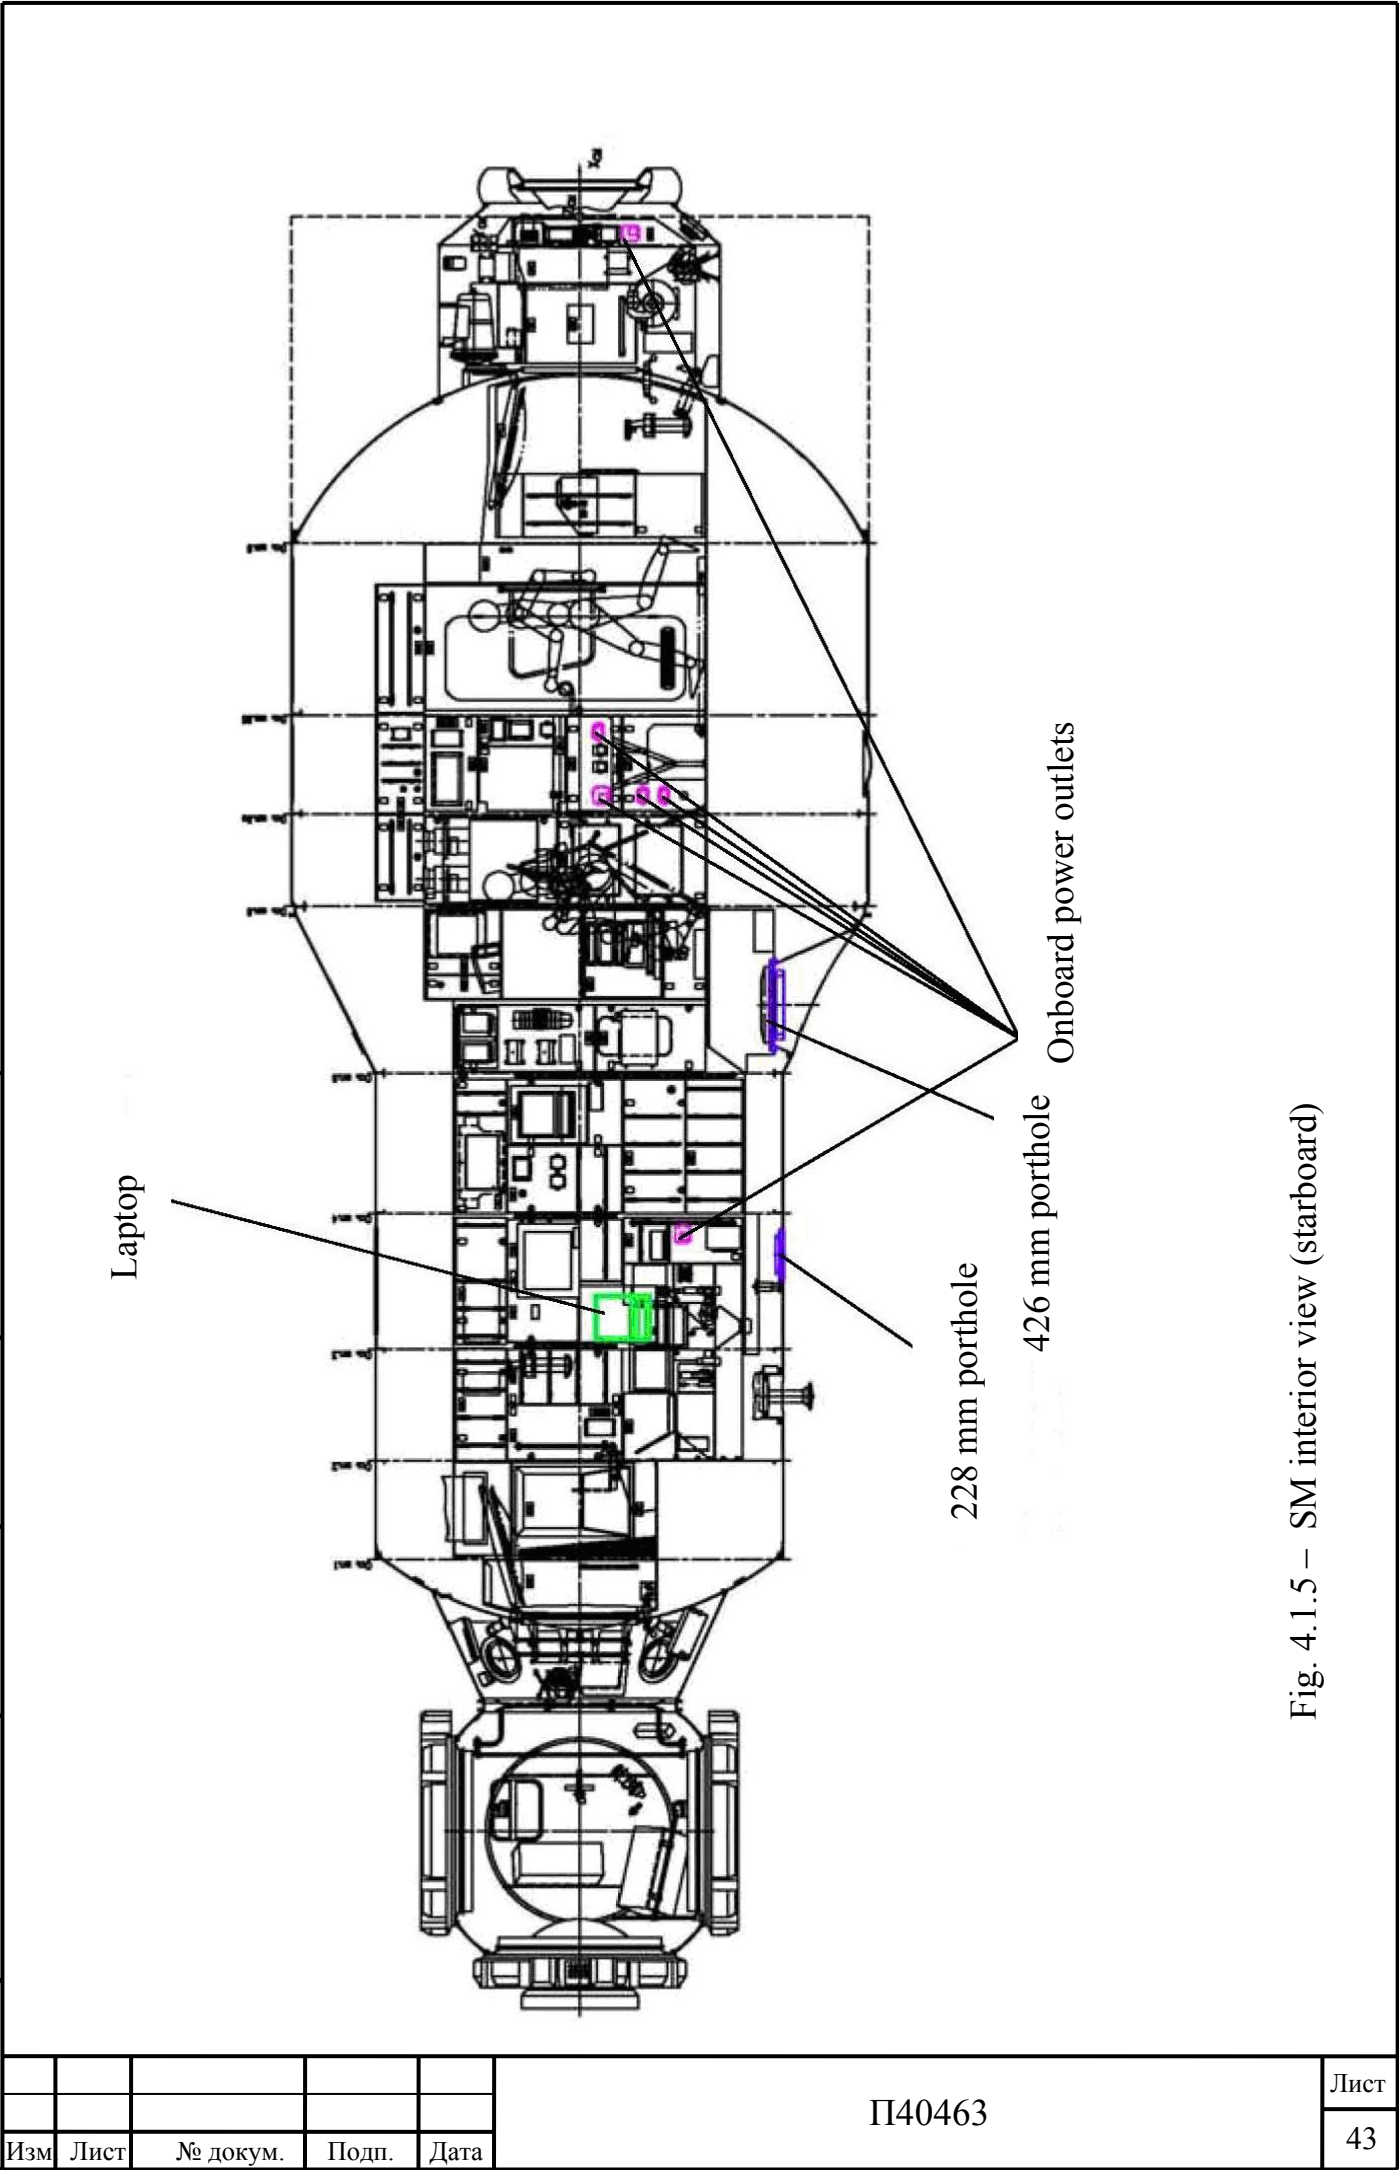 Laptop
Onboard power outlets
426 mm porthole
228 mm porthole
Fig. 4.1.5 – SM interior view (starboard)
Изм Лист № докум. Подп. Дата
П40463
Лист
43